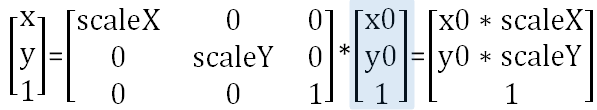 [x] = [scaleX 0 0] * [x0] = [x0 * scaleX]
[y] = [0 scaleY 0] * [y0] = [y0 * scaleY]
[1] = [0 0 1] * [1] = [1]